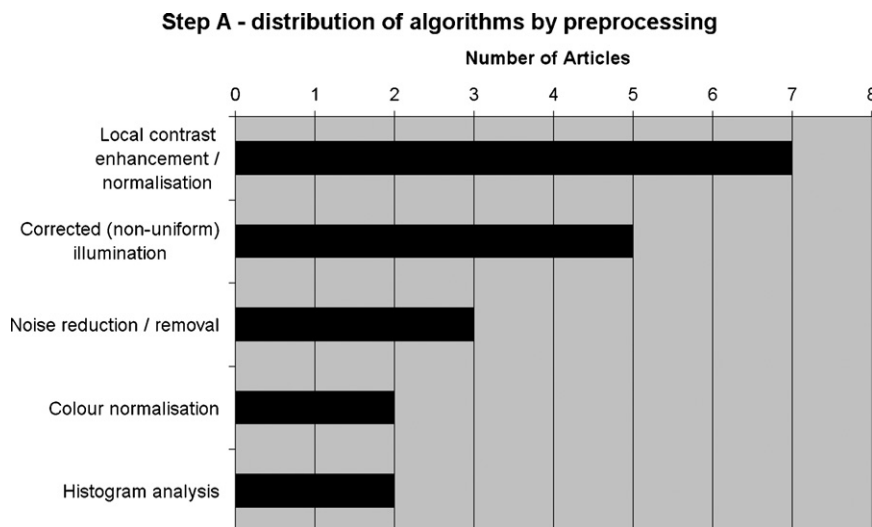 Step A - distribution of algorithms by preprocessing
Number of Articles
0 1 2 3 4 5 6 7 8
Local contrast
enhancement /
normalisation
Corrected (non-uniform)
illumination
Noise reduction / removal
Colour normalisation
Histogram analysis